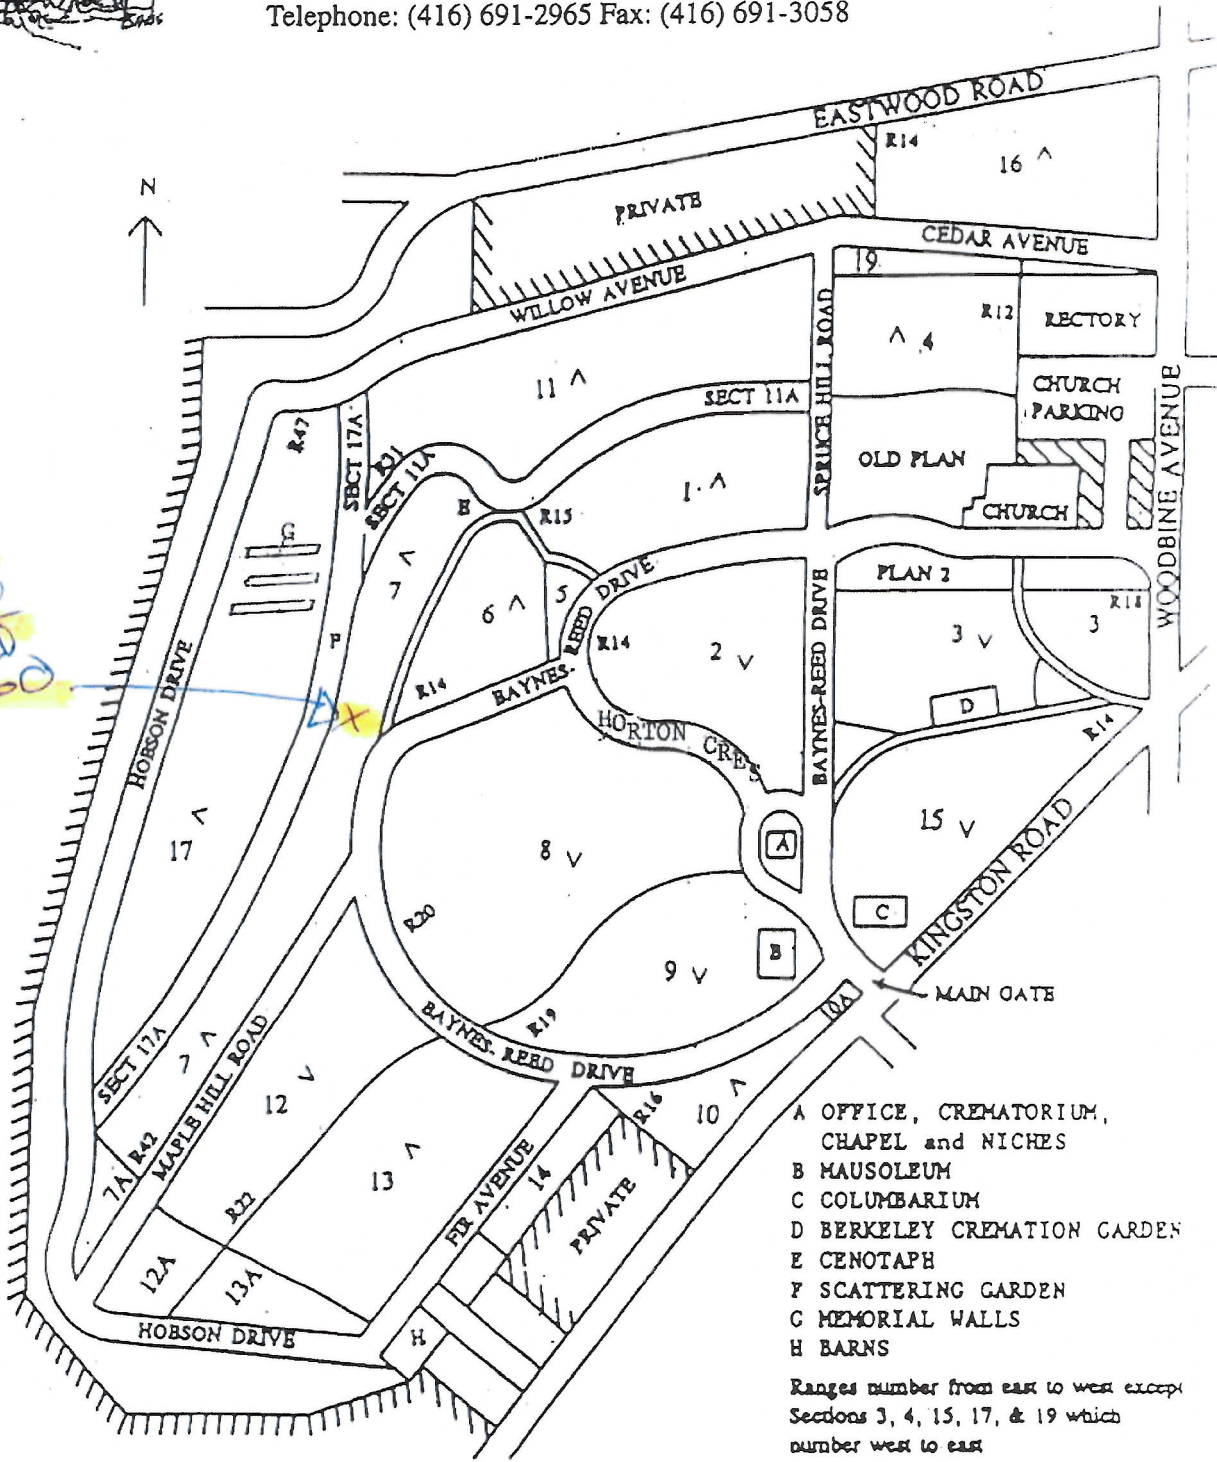 Telephone: (416) 691-2965 Fax: (416) 691-3058
EASTWOOD ROAD
R14
16
N
PRIVATE
CEDAR AVENUE
19
WILLOW AVENUE
R12
RECTORY
SPRUCE HILL ROAD
4
11
CHURCH
PARKING
SECT 11A
WOODBINE AVENUE
R47
SECT 17A
R31
SECT 11A
OLD PLAN
1
E
R15
CHURCH
G
7
5
REED DRIVE
PLAN 2
R18
6
3
3
F
R14
2
BAYNES-REED DRIVE
R14
BAYNES-
D
HOBSON DRIVE
X
HORTON CRES
R14
15
17
8
A
KINGSTON ROAD
R20
C
9
B
MAIN GATE
10A
BAYNES-REED DRIVE
R19
SECT 17A
7
MAPLE HILL ROAD
12
R16
10
R42
7A
13
FIR AVENUE
14
PRIVATE
R22
12A
13A
HOBSON DRIVE
H
A OFFICE, CREMATORIUM,
CHAPEL and NICHES
B MAUSOLEUM
C COLUMBARIUM
D BERKELEY CREMATION GARDEN
E CENOTAPH
F SCATTERING GARDEN
G MEMORIAL WALLS
H BARNS
Ranges number from east to west except
Sections 3, 4, 15, 17, & 19 which
number west to east